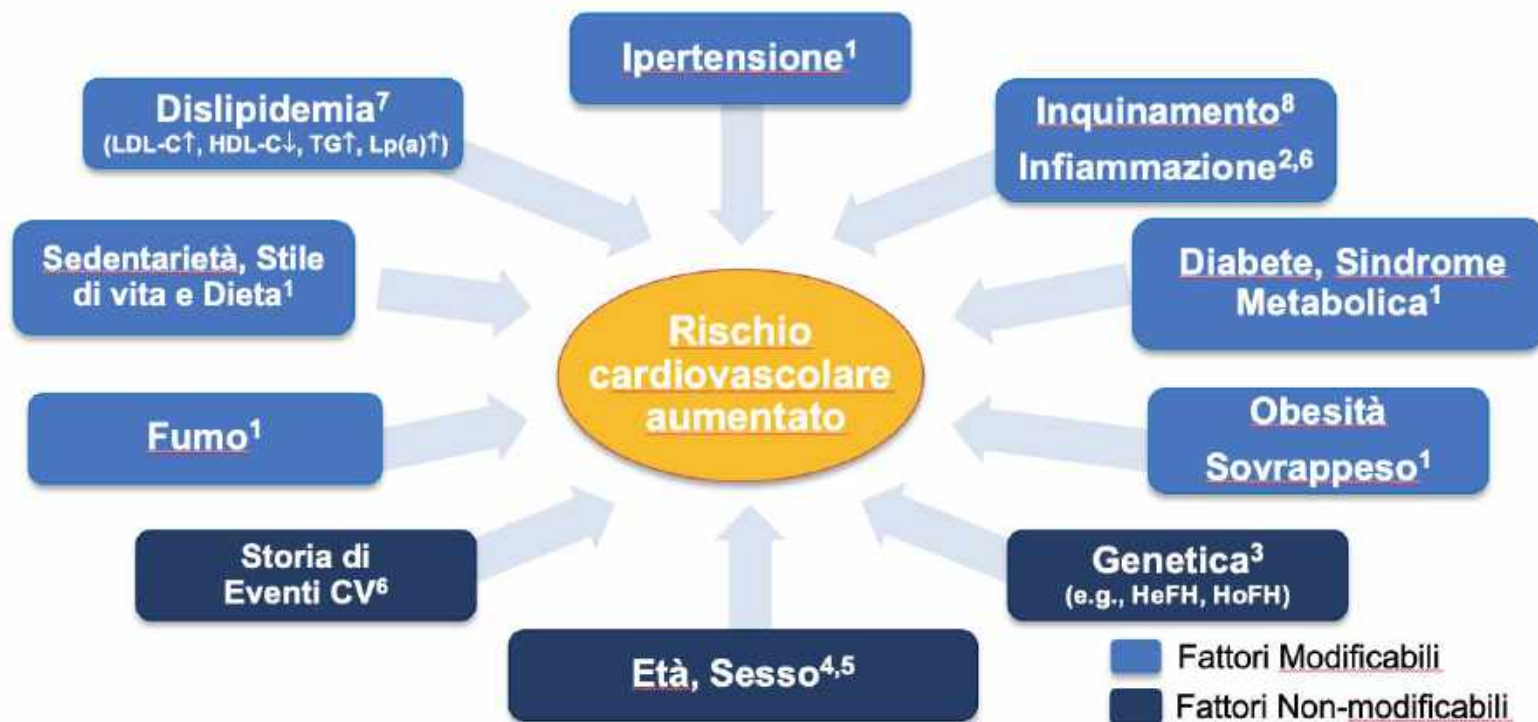 Ipertensione¹
Dislipidemia⁷
(LDL-C↑, HDL-C↓, TG↑, Lp(a)↑)
Inquinamento⁸
Infiammazione²,⁶
Sedentarietà, Stile
di vita e Dieta¹
Diabete, Sindrome
Metabolica¹
Rischio
cardiovascolare
aumentato
Fumo¹
Obesità
Sovrappeso¹
Storia di
Eventi CV⁶
Genetica³
(e.g., HeFH, HoFH)
Età, Sesso⁴,⁵
Fattori Modificabili
Fattori Non-modificabili